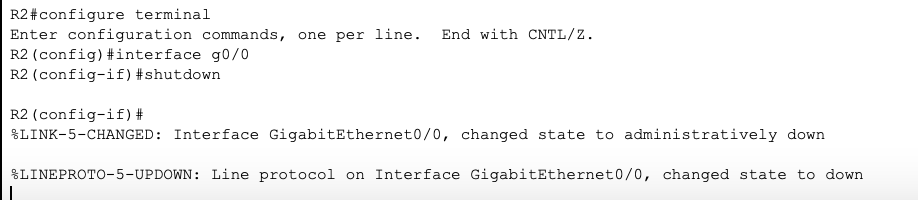 R2#configure terminal
Enter configuration commands, one per line.  End with CNTL/Z.
R2(config)#interface g0/0
R2(config-if)#shutdown
R2(config-if)#
%LINK-5-CHANGED: Interface GigabitEthernet0/0, changed state to administratively down
%LINEPROTO-5-UPDOWN: Line protocol on Interface GigabitEthernet0/0, changed state to down